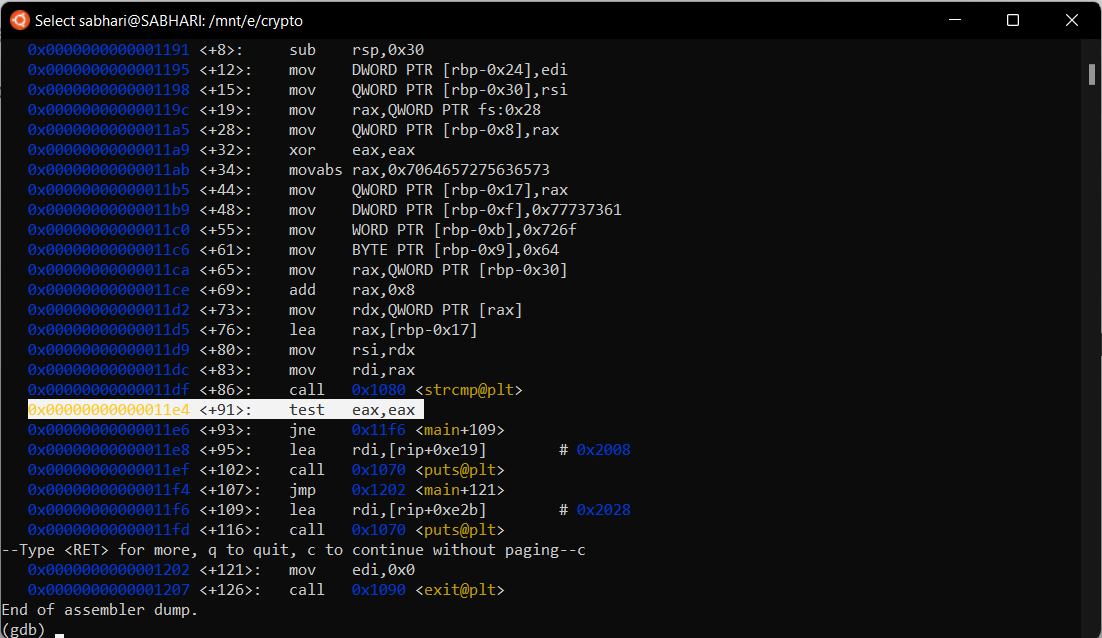 Select sabhari@SABHARI: /mnt/e/crypto
0x0000000000001191 <+8>: sub rsp,0x30
0x0000000000001195 <+12>: mov DWORD PTR [rbp-0x24],edi
0x0000000000001198 <+15>: mov QWORD PTR [rbp-0x30],rsi
0x000000000000119c <+19>: mov rax,QWORD PTR fs:0x28
0x00000000000011a5 <+28>: mov QWORD PTR [rbp-0x8],rax
0x00000000000011a9 <+32>: xor eax,eax
0x00000000000011ab <+34>: movabs rax,0x7064657275636573
0x00000000000011b5 <+44>: mov QWORD PTR [rbp-0x17],rax
0x00000000000011b9 <+48>: mov DWORD PTR [rbp-0xf],0x77737361
0x00000000000011c0 <+55>: mov WORD PTR [rbp-0xb],0x726f
0x00000000000011c6 <+61>: mov BYTE PTR [rbp-0x9],0x64
0x00000000000011ca <+65>: mov rax,QWORD PTR [rbp-0x30]
0x00000000000011ce <+69>: add rax,0x8
0x00000000000011d2 <+73>: mov rdx,QWORD PTR [rax]
0x00000000000011d5 <+76>: lea rax,[rbp-0x17]
0x00000000000011d9 <+80>: mov rsi,rdx
0x00000000000011dc <+83>: mov rdi,rax
0x00000000000011df <+86>: call 0x1080 <strcmp@plt>
0x00000000000011e4 <+91>: test eax,eax
0x00000000000011e6 <+93>: jne 0x11f6 <main+109>
0x00000000000011e8 <+95>: lea rdi,[rip+0xe19] # 0x2008
0x00000000000011ef <+102>: call 0x1070 <puts@plt>
0x00000000000011f4 <+107>: jmp 0x1202 <main+121>
0x00000000000011f6 <+109>: lea rdi,[rip+0xe2b] # 0x2028
0x00000000000011fd <+116>: call 0x1070 <puts@plt>
--Type <RET> for more, q to quit, c to continue without paging--c
0x0000000000001202 <+121>: mov edi,0x0
0x0000000000001207 <+126>: call 0x1090 <exit@plt>
End of assembler dump.
(gdb)